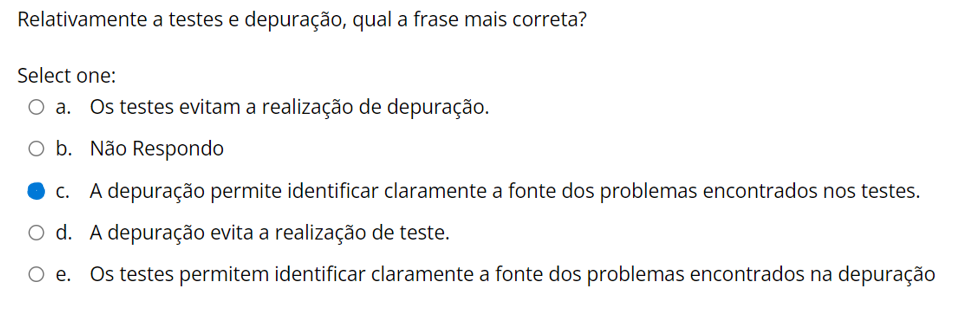 Relativamente a testes e depuração, qual a frase mais correta?
Select one:
a. Os testes evitam a realização de depuração.
b. Não Respondo
c. A depuração permite identificar claramente a fonte dos problemas encontrados nos testes.
d. A depuração evita a realização de teste.
e. Os testes permitem identificar claramente a fonte dos problemas encontrados na depuração